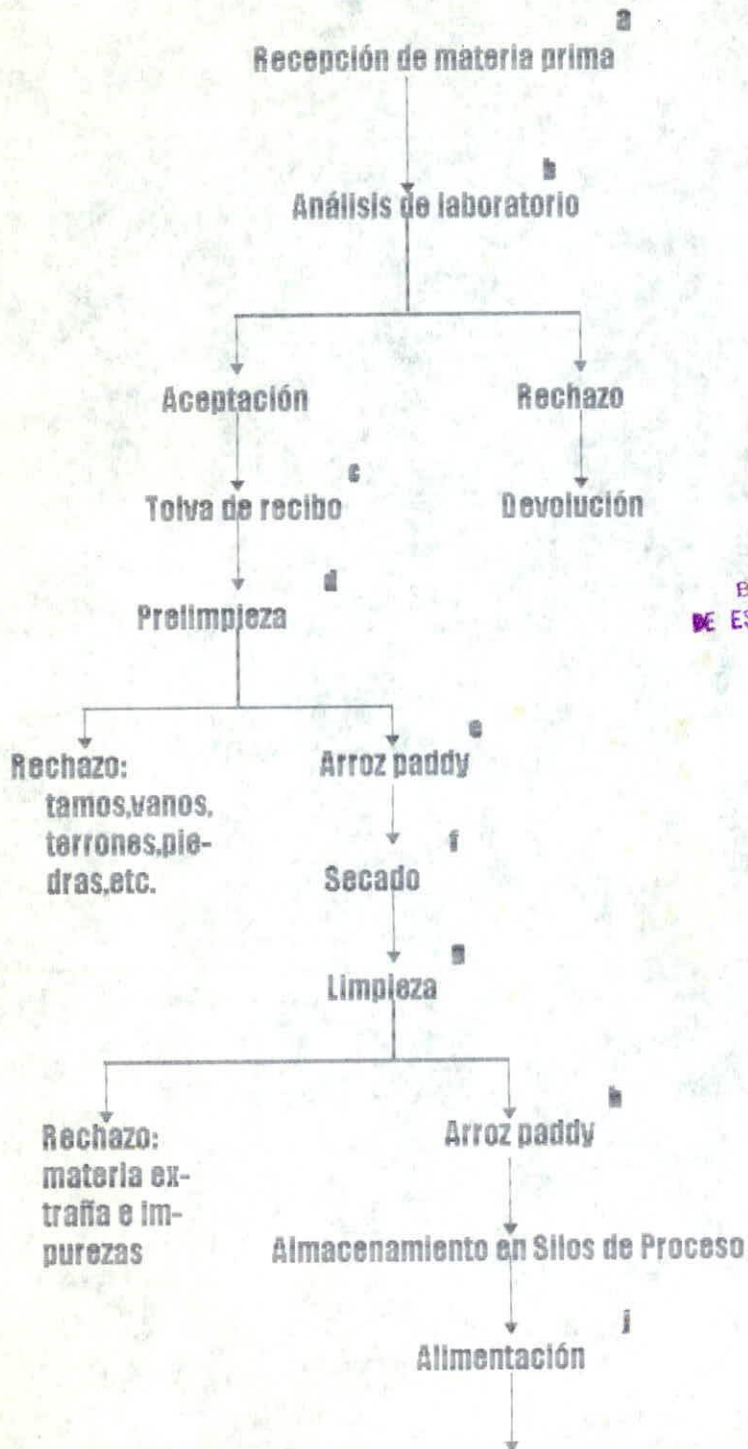 a
Recepción de materia prima
b
Análisis de laboratorio
Aceptación
Rechazo
c
Tolva de recibo
Devolución
d
Prelimpieza
DE
Rechazo:
tamos,vanos,
terrones,pie-
dras,etc.
e
Arroz paddy
f
Secado
g
Limpieza
Rechazo:
materia ex-
traña e im-
purezas
h
Arroz paddy
Almacenamiento en Silos de Proceso
j
Alimentación